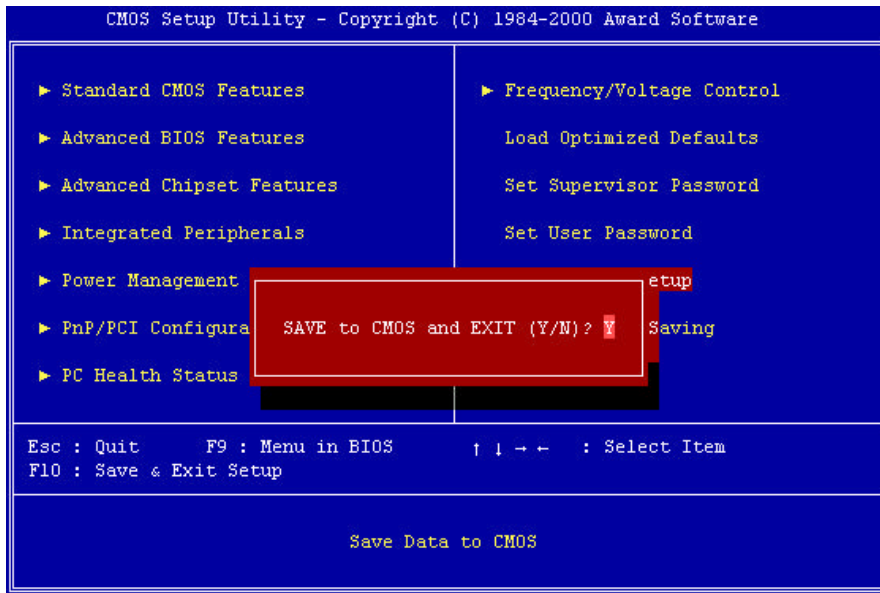 CMOS Setup Utility - Copyright (C) 1984-2000 Award Software
► Standard CMOS Features
► Advanced BIOS Features
► Advanced Chipset Features
► Integrated Peripherals
► Power Management
► PnP/PCI Configura
► PC Health Status
► Frequency/Voltage Control
Load Optimized Defaults
Set Supervisor Password
Set User Password
etup
Saving
SAVE to CMOS and EXIT (Y/N)? Y
Esc : Quit F9 : Menu in BIOS ↑ ↓ → ← : Select Item
F10 : Save & Exit Setup
Save Data to CMOS